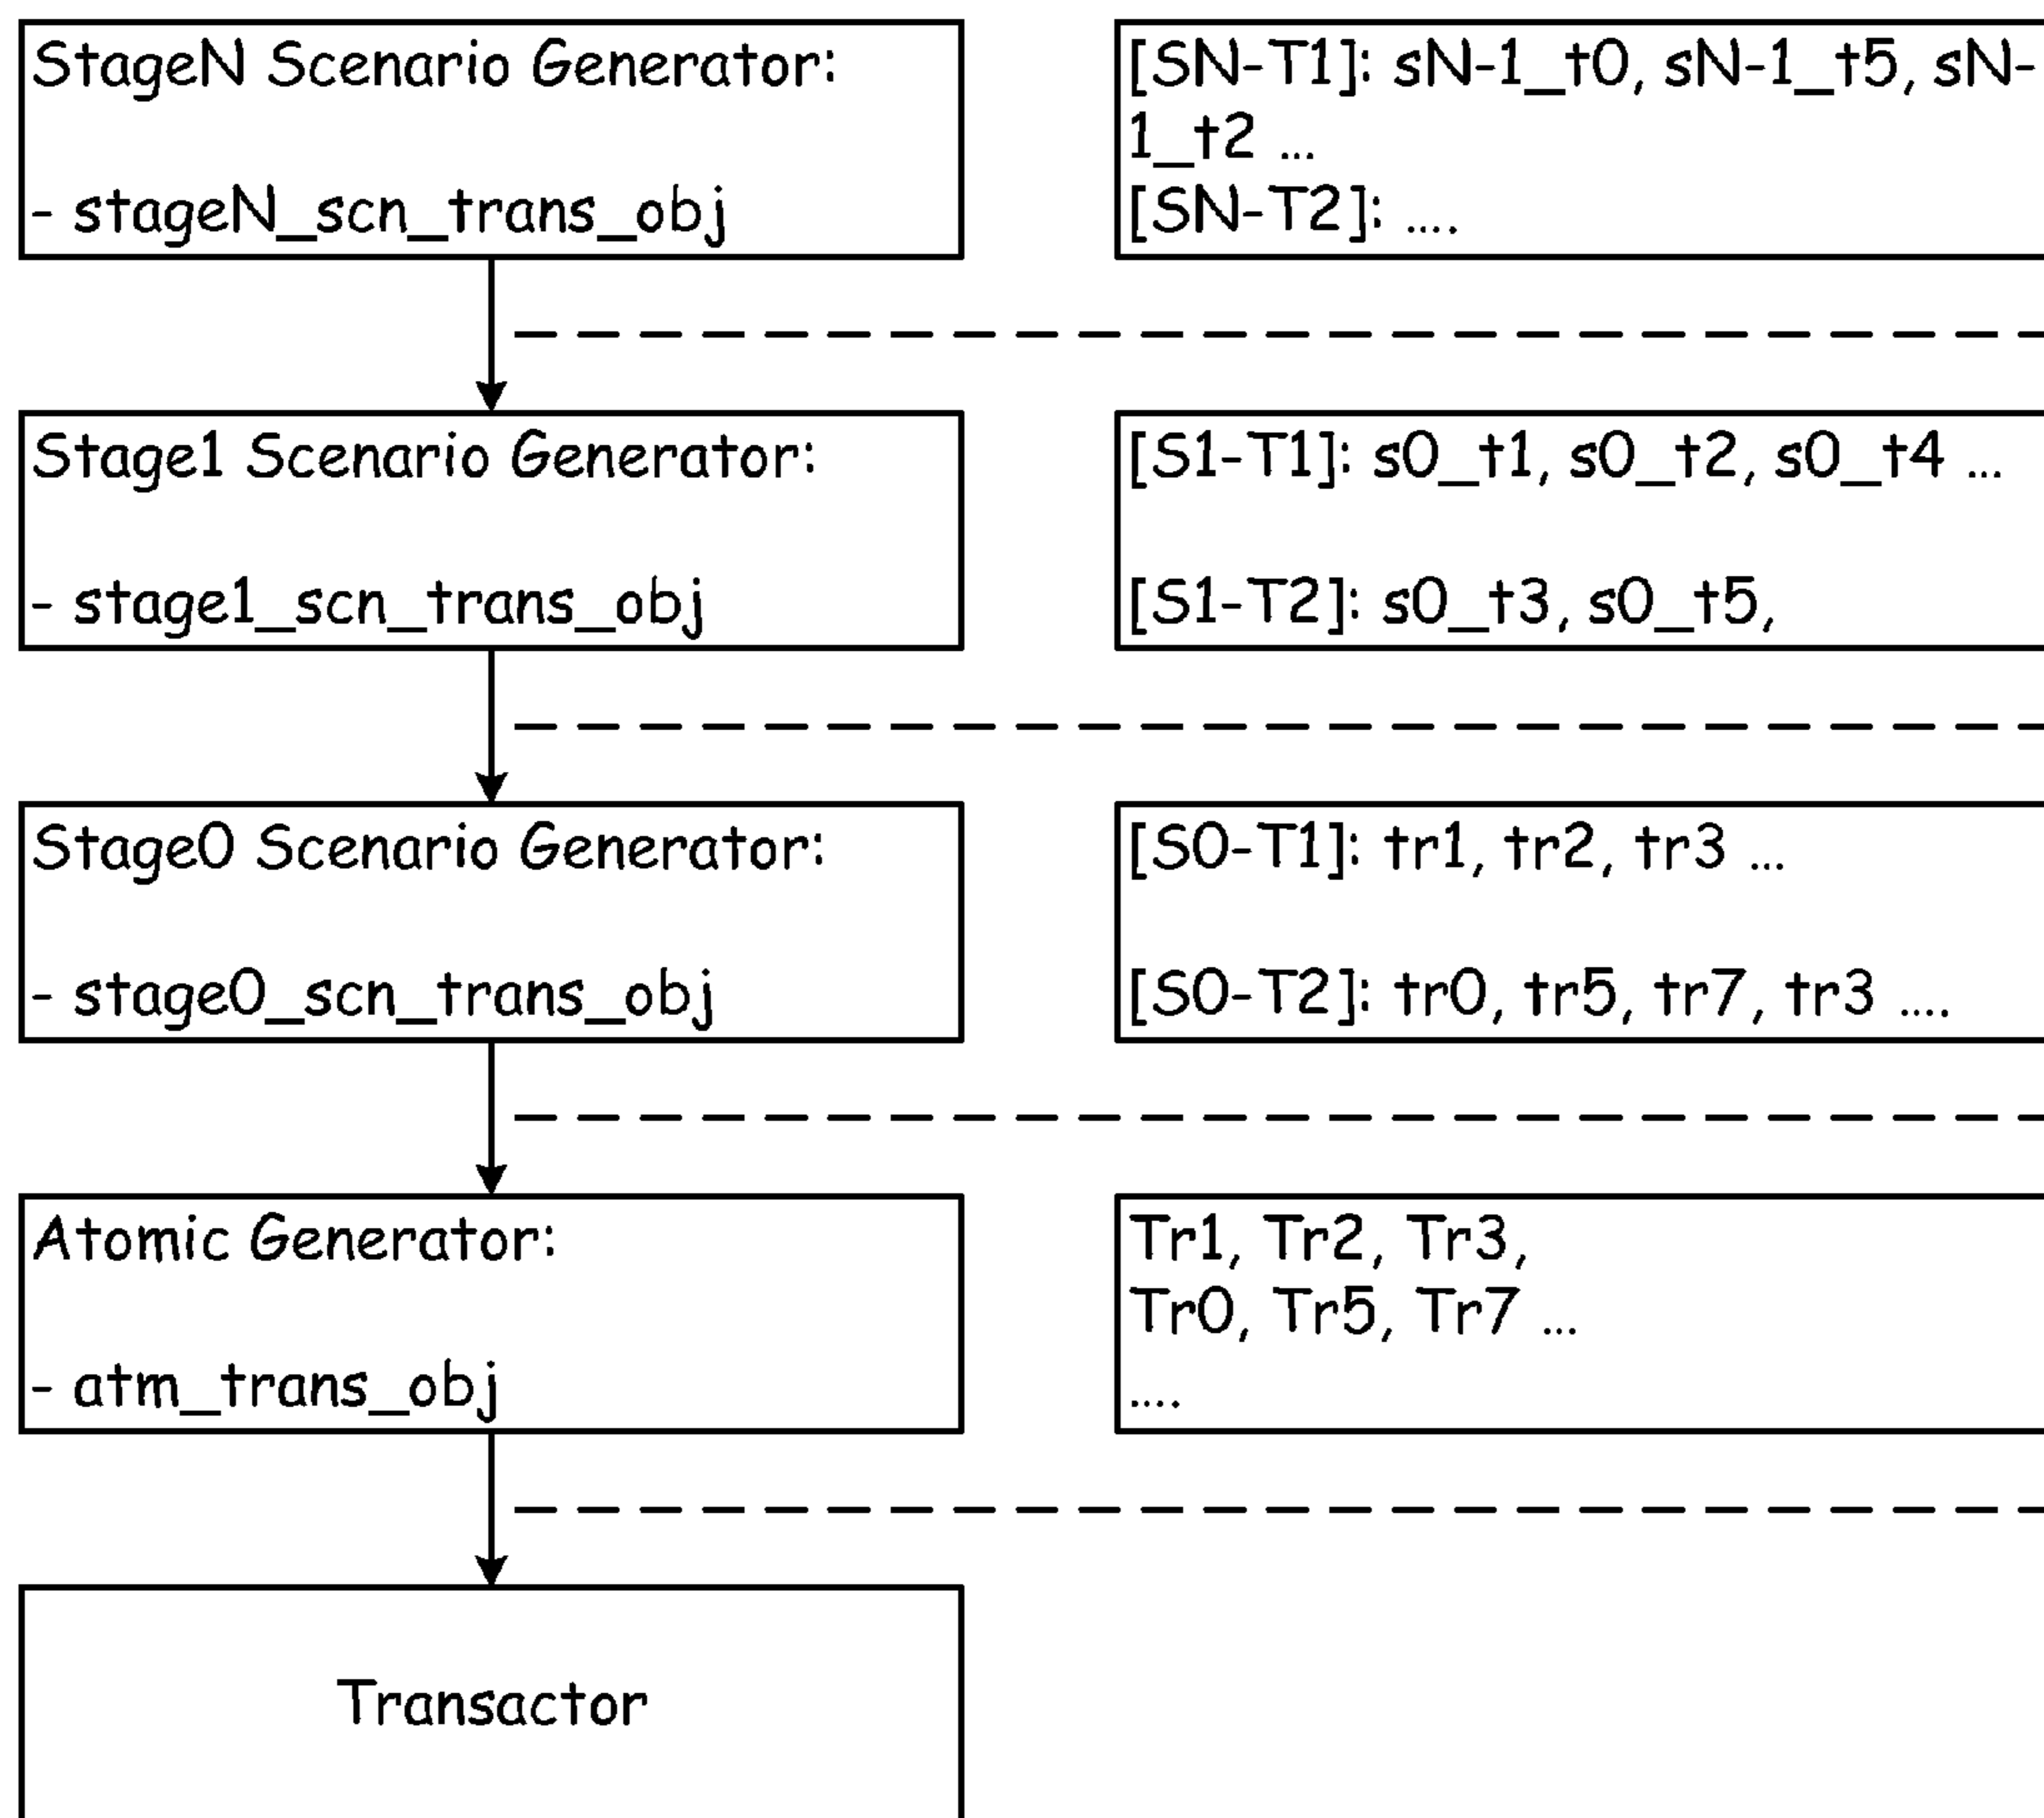 StageN Scenario Generator:
- stageN_scn_trans_obj
[SN-T1]: sN-1_t0, sN-1_t5, sN-
1_t2 ...
[SN-T2]: ....
Stage1 Scenario Generator:
- stage1_scn_trans_obj
[S1-T1]: s0_t1, s0_t2, s0_t4 ...
[S1-T2]: s0_t3, s0_t5,
Stage0 Scenario Generator:
- stage0_scn_trans_obj
[S0-T1]: tr1, tr2, tr3 ...
[S0-T2]: tr0, tr5, tr7, tr3 ....
Atomic Generator:
- atm_trans_obj
Tr1, Tr2, Tr3,
Tr0, Tr5, Tr7 ...
....
Transactor